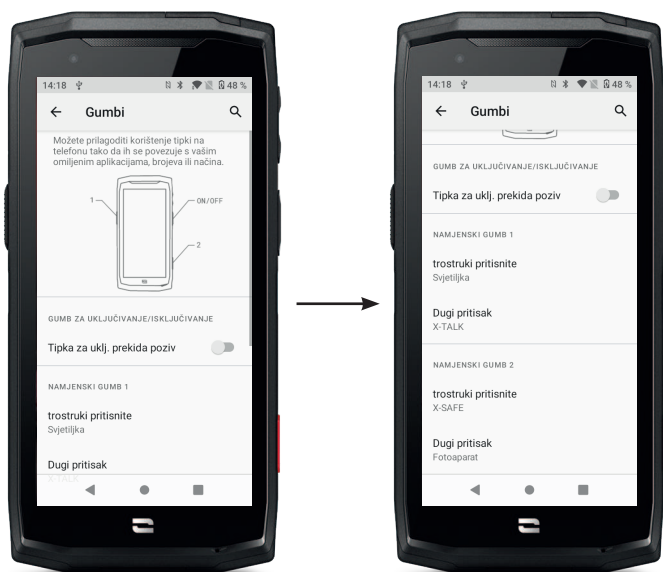 14:18 48 %
Gumbi
Možete prilagoditi korištenje tipki na
telefonu tako da ih se povezuje s vašim
omiljenim aplikacijama, brojeva ili načina.
1 ON/OFF
2
GUMB ZA UKLJUČIVANJE/ISKLJUČIVANJE
Tipka za uklj. prekida poziv
NAMJENSKI GUMB 1
trostruki pritisnite
Svjetiljka
Dugi pritisak
X-TALK
14:18 48 %
Gumbi
GUMB ZA UKLJUČIVANJE/ISKLJUČIVANJE
Tipka za uklj. prekida poziv
NAMJENSKI GUMB 1
trostruki pritisnite
Svjetiljka
Dugi pritisak
X-TALK
NAMJENSKI GUMB 2
trostruki pritisnite
X-SAFE
Dugi pritisak
Fotoaparat